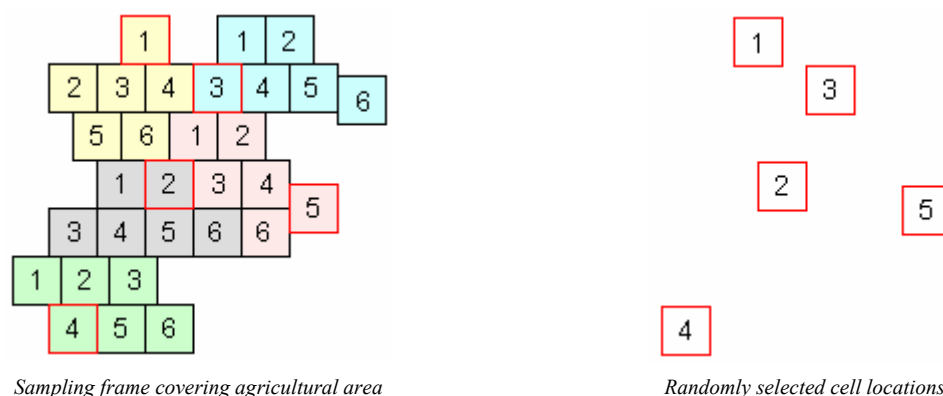 1 1 2
2 3 4 3 4 5 6
5 6 1 2
1 2 3 4 5
3 4 5 6 6
1 2 3
4 5 6
Sampling frame covering agricultural area
1
3
2
5
4
Randomly selected cell locations